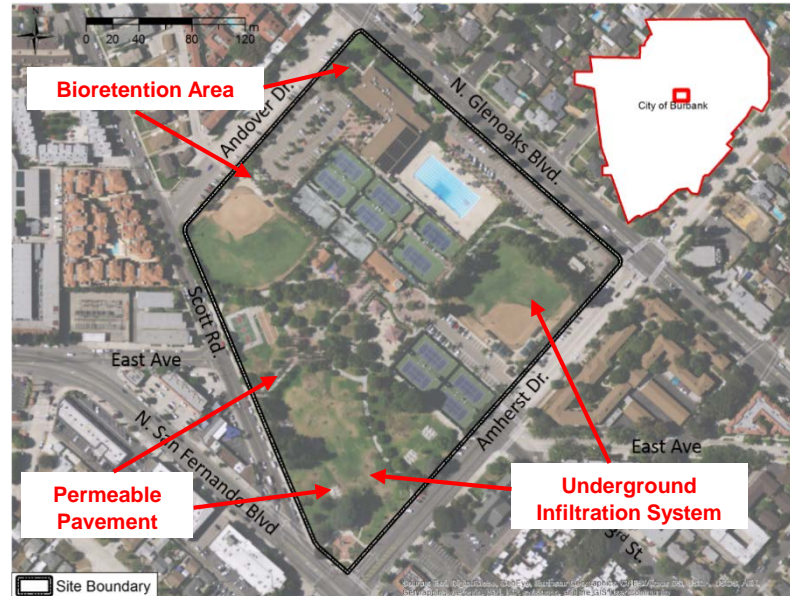 0 20 40 80 120
m
City of Burbank
Bioretention Area
Andover Dr.
N. Glenoaks Blvd.
Scott Rd.
East Ave
Amherst Dr.
N. San Fernando Blvd
East Ave
Permeable
Pavement
Underground
Infiltration System
3rd St.
Site Boundary